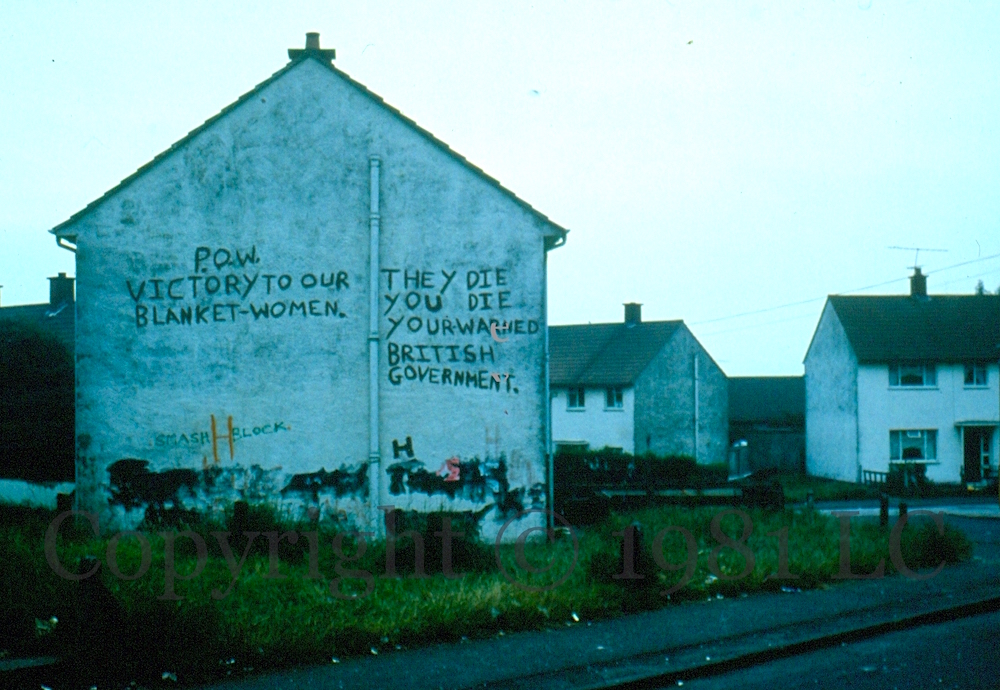 P.O.W.
VICTORY TO OUR
BLANKET-WOMEN.
THEY DIE
YOU DIE
YOUR-WARNED
BRITISH
GOVERNMENT.
SMASH H BLOCK.
H
Copyright © 1981 LC